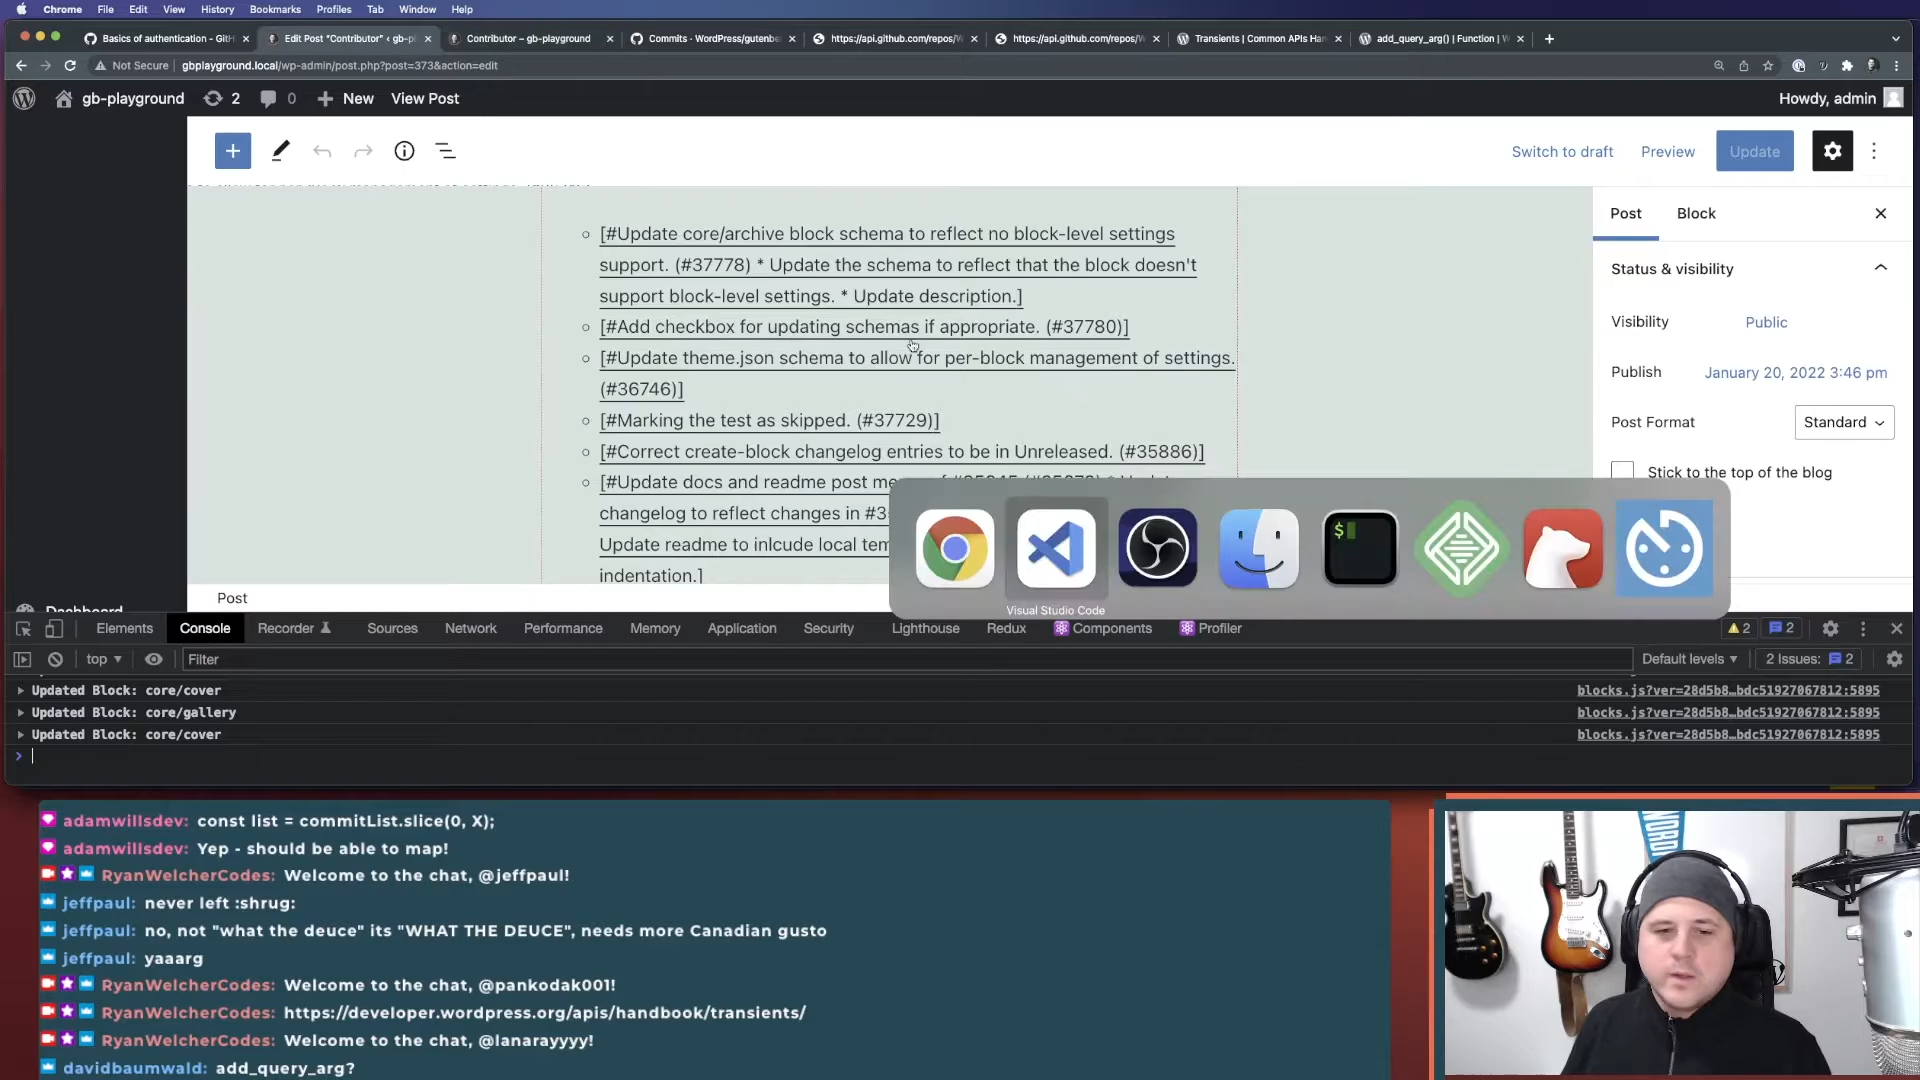 Chrome File Edit View History Bookmarks Profiles Tab Window Help
Basics of authentication - GitH
Edit Post "Contributor" ‹ gb-pl
Contributor – gb-playground
Commits · WordPress/gutenbe
https://api.github.com/repos/W
https://api.github.com/repos/W
Transients | Common APIs Han
add_query_arg() | Function | W
Not Secure | gbplayground.local/wp-admin/post.php?post=373&action=edit
gb-playground 2 0 New View Post Howdy, admin
Switch to draft Preview Update
[#Update core/archive block schema to reflect no block-level settings
support. (#37778) * Update the schema to reflect that the block doesn't
support block-level settings. * Update description.]
[#Add checkbox for updating schemas if appropriate. (#37780)]
[#Update theme.json schema to allow for per-block management of settings.
(#36746)]
[#Marking the test as skipped. (#37729)]
[#Correct create-block changelog entries to be in Unreleased. (#35886)]
[#Update docs and readme post
changelog to reflect changes in #3
Update readme to inlcude local tem
indentation.]
Post Block
Status & visibility
Visibility Public
Publish January 20, 2022 3:46 pm
Post Format Standard
Stick to the top of the blog
$
Visual Studio Code
Post
Dashboard
Elements Console Recorder Sources Network Performance Memory Application Security Lighthouse Redux Components Profiler 2 2
top Filter Default levels 2 Issues: 2
Updated Block: core/cover blocks.js?ver=28d5b8…bdc51927067812:5895
Updated Block: core/gallery blocks.js?ver=28d5b8…bdc51927067812:5895
Updated Block: core/cover blocks.js?ver=28d5b8…bdc51927067812:5895
adamwillsdev: const list = commitList.slice(0, X);
adamwillsdev: Yep - should be able to map!
RyanWelcherCodes: Welcome to the chat, @jeffpaul!
jeffpaul: never left :shrug:
jeffpaul: no, not "what the deuce" its "WHAT THE DEUCE", needs more Canadian gusto
jeffpaul: yaaarg
RyanWelcherCodes: Welcome to the chat, @pankodak001!
RyanWelcherCodes: https://developer.wordpress.org/apis/handbook/transients/
RyanWelcherCodes: Welcome to the chat, @lanarayyyy!
davidbaumwald: add_query_arg?